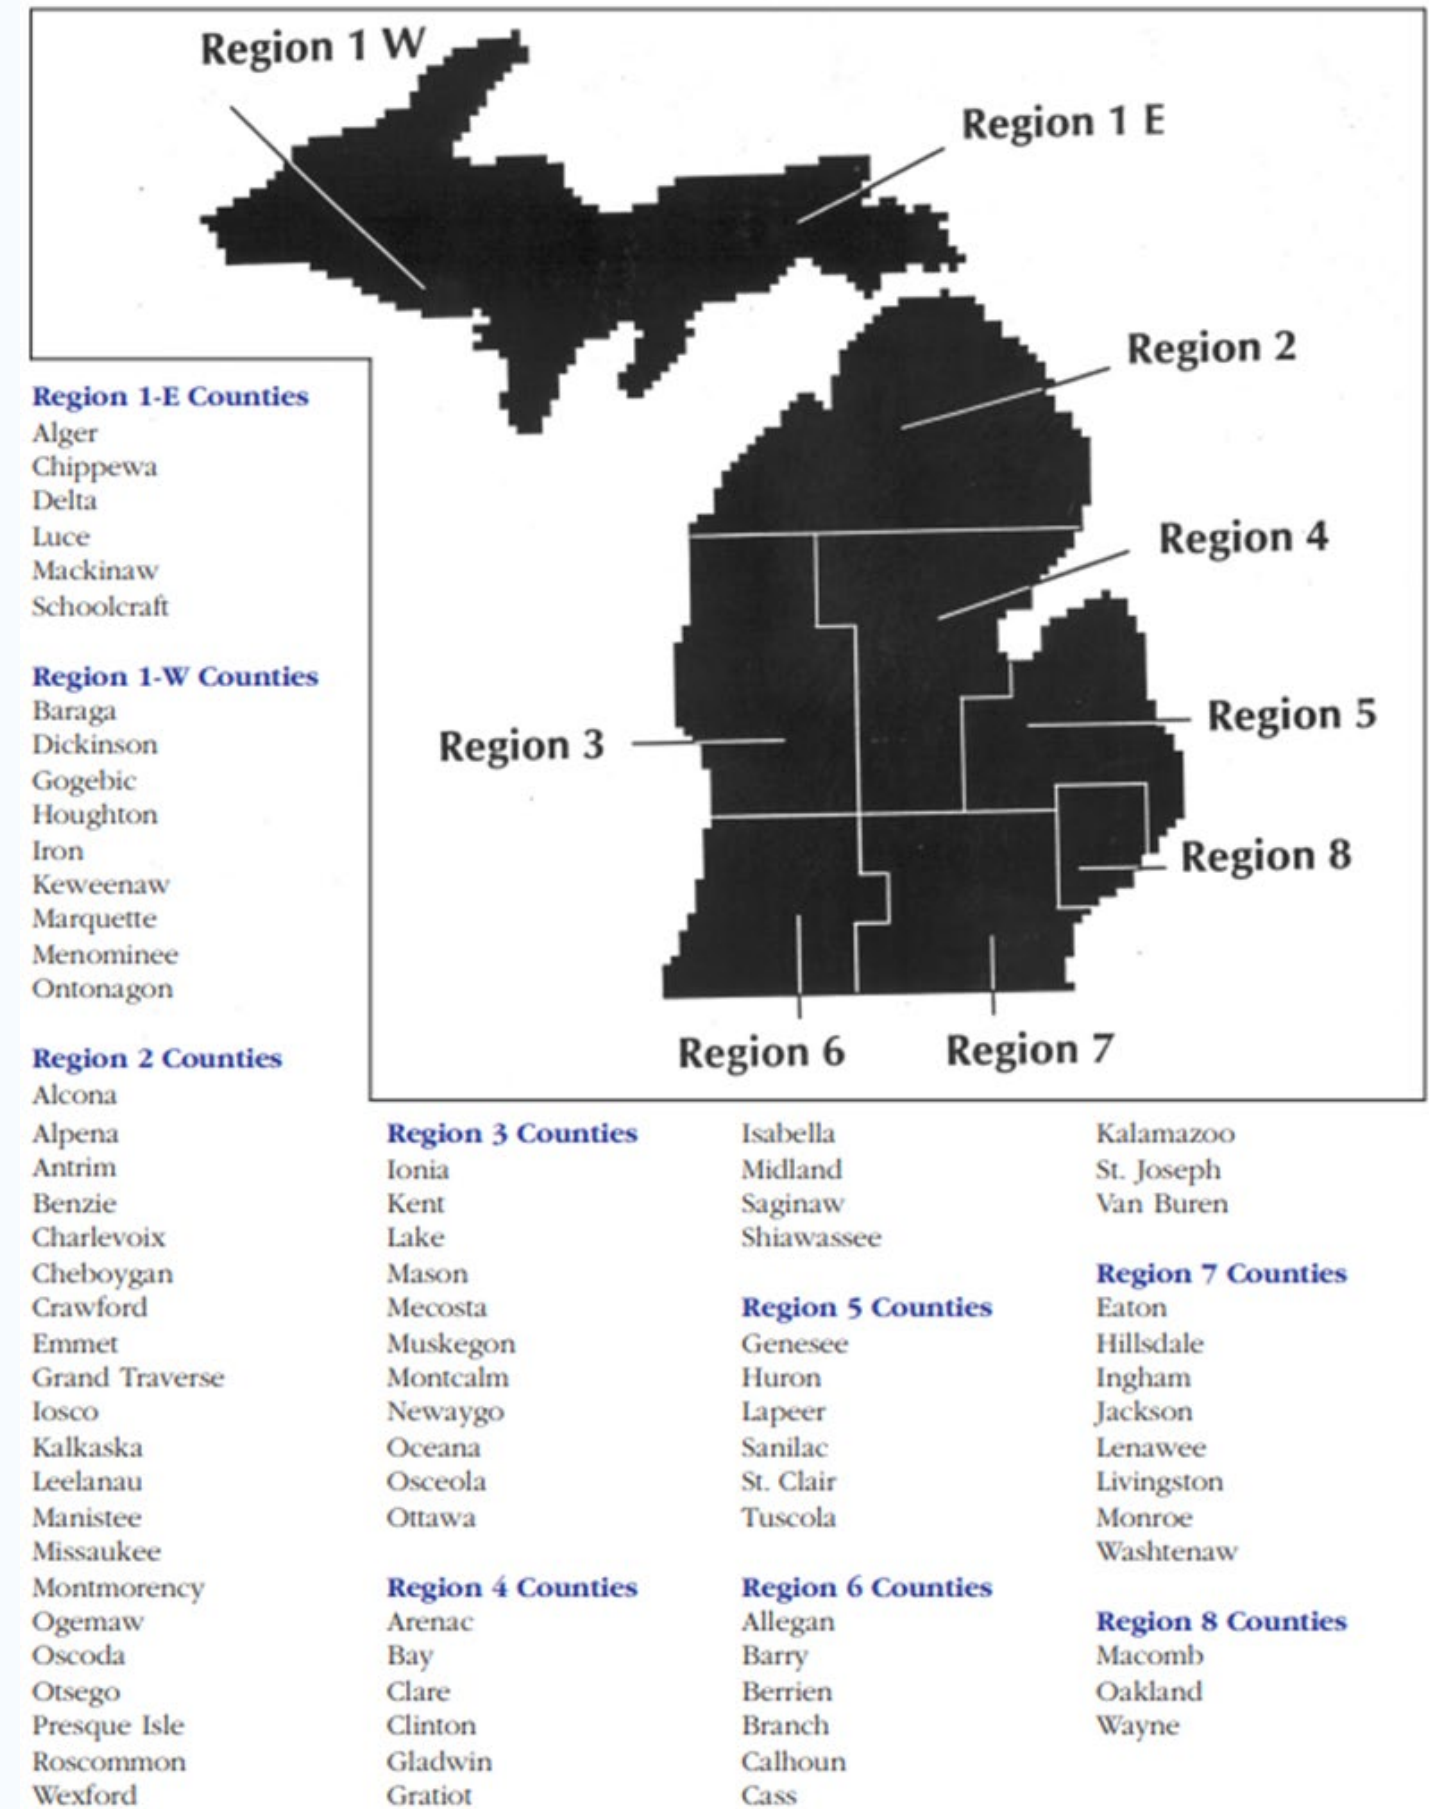 Region 1 W
Region 1 E
Region 2
Region 4
Region 3
Region 5
Region 8
Region 6
Region 7
Region 1-E Counties
Alger
Chippewa
Delta
Luce
Mackinaw
Schoolcraft
Region 1-W Counties
Baraga
Dickinson
Gogebic
Houghton
Iron
Keweenaw
Marquette
Menominee
Ontonagon
Region 2 Counties
Alcona
Alpena
Antrim
Benzie
Charlevoix
Cheboygan
Crawford
Emmet
Grand Traverse
Iosco
Kalkaska
Leelanau
Manistee
Missaukee
Montmorency
Ogemaw
Oscoda
Otsego
Presque Isle
Roscommon
Wexford
Region 3 Counties
Ionia
Kent
Lake
Mason
Mecosta
Muskegon
Montcalm
Newaygo
Oceana
Osceola
Ottawa
Region 4 Counties
Arenac
Bay
Clare
Clinton
Gladwin
Gratiot
Isabella
Midland
Saginaw
Shiawassee
Region 5 Counties
Genesee
Huron
Lapeer
Sanilac
St. Clair
Tuscola
Region 6 Counties
Allegan
Barry
Berrien
Branch
Calhoun
Cass
Kalamazoo
St. Joseph
Van Buren
Region 7 Counties
Eaton
Hillsdale
Ingham
Jackson
Lenawee
Livingston
Monroe
Washtenaw
Region 8 Counties
Macomb
Oakland
Wayne